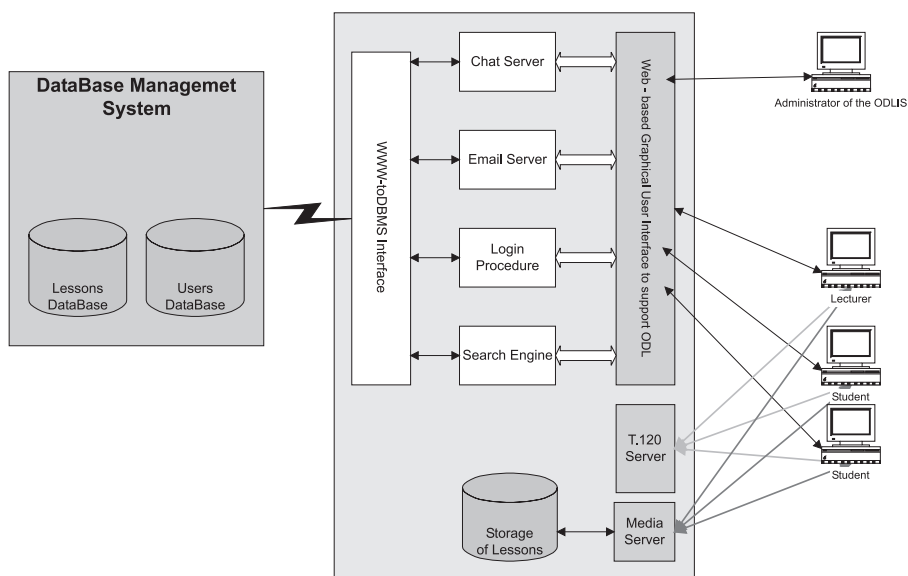 DataBase Managemet
System
Lessons
DataBase
Users
DataBase
WWW-toDBMS Interface
Chat Server
Email Server
Login
Procedure
Search Engine
Web - based Graphical User Interface to support ODL
T.120
Server
Media
Server
Storage
of Lessons
Administrator of the ODLIS
Lecturer
Student
Student